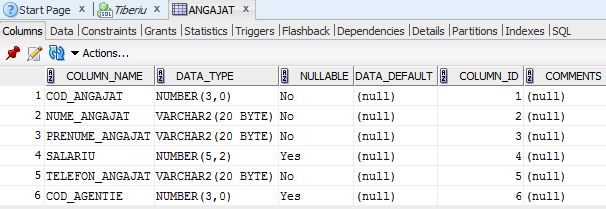 Start Page Tiberiu ANGAJAT
Columns Data Constraints Grants Statistics Triggers Flashback Dependencies Details Partitions Indexes SQL
Actions...
COLUMN_NAME DATA_TYPE NULLABLE DATA_DEFAULT COLUMN_ID COMMENTS
1 COD_ANGAJAT NUMBER(3,0) No (null) 1 (null)
2 NUME_ANGAJAT VARCHAR2(20 BYTE) No (null) 2 (null)
3 PRENUME_ANGAJAT VARCHAR2(20 BYTE) No (null) 3 (null)
4 SALARIU NUMBER(5,2) Yes (null) 4 (null)
5 TELEFON_ANGAJAT VARCHAR2(20 BYTE) No (null) 5 (null)
6 COD_AGENTIE NUMBER(3,0) Yes (null) 6 (null)